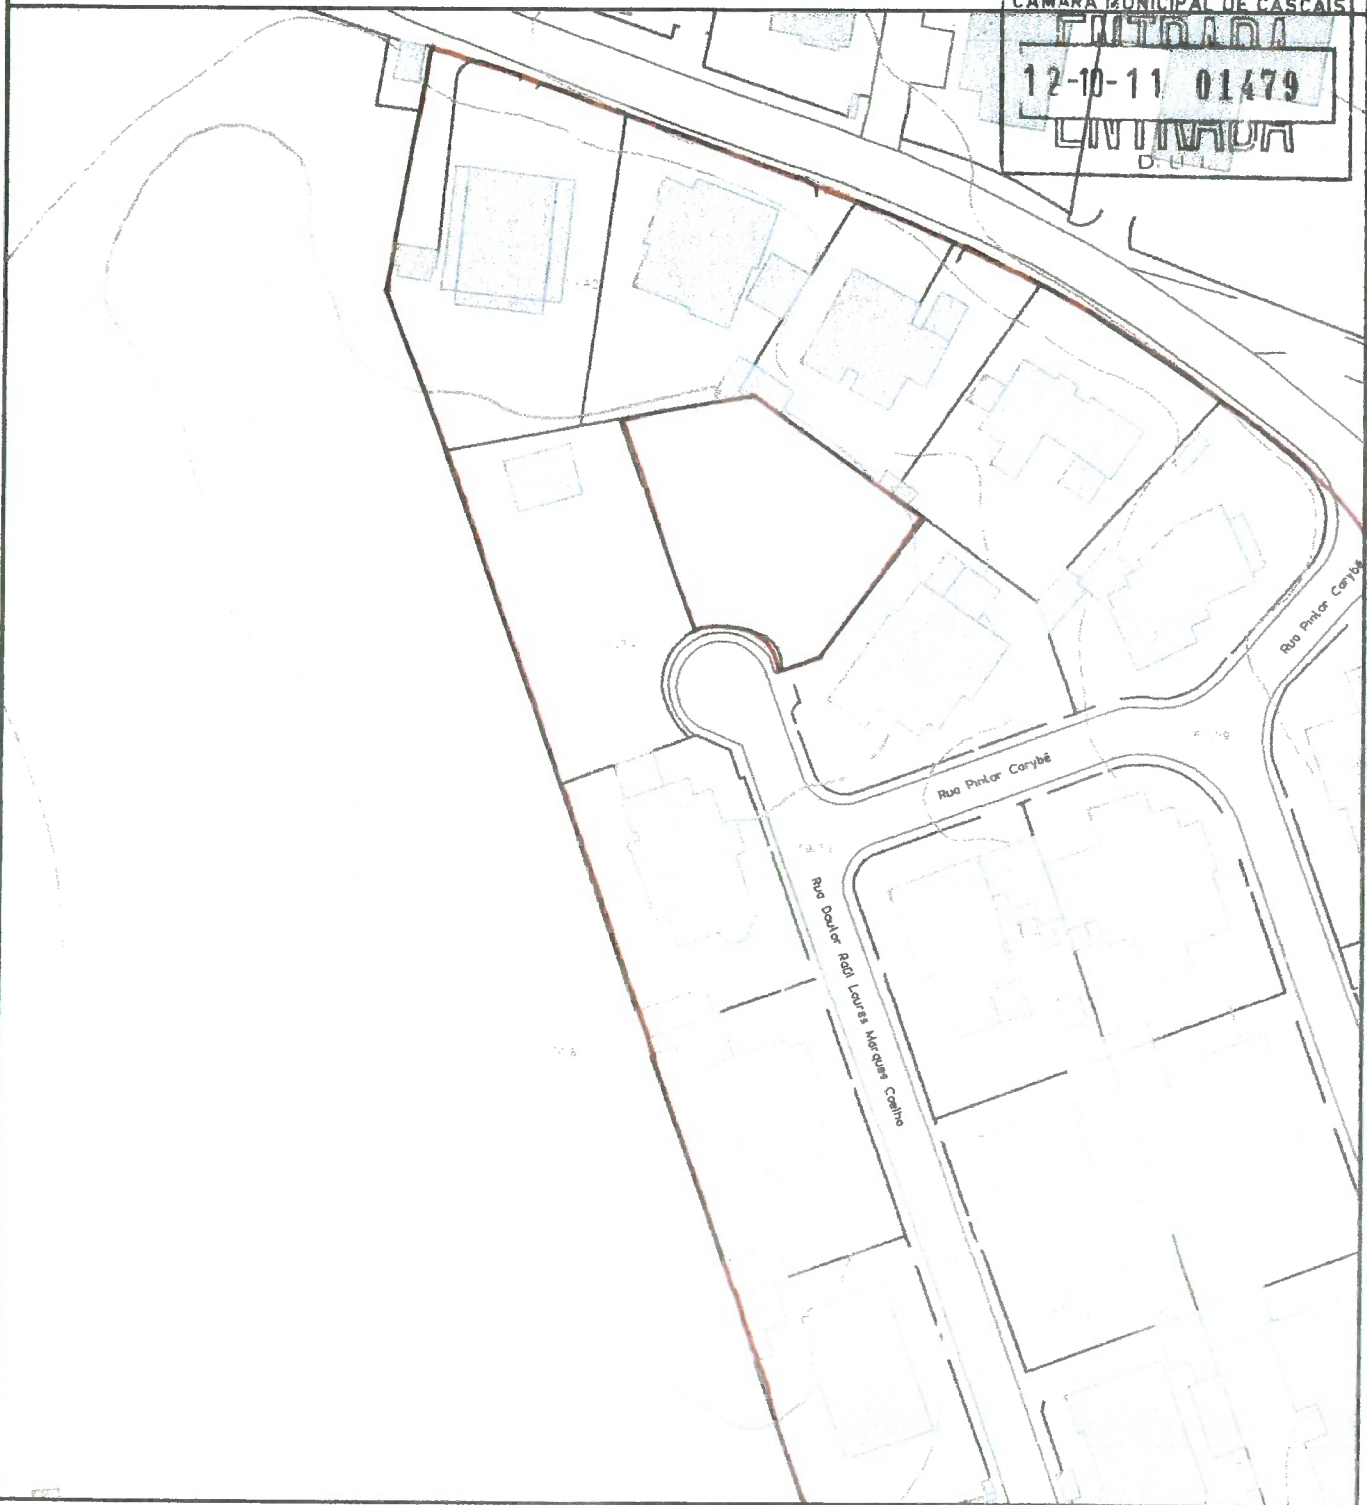 CÂMARA MUNICIPAL DE CASCAIS
ENTRADA
12-10-11 01479
ENTRADA
D.U.
Rua Pintor Carybé
Rua Pintor Carybé
Rua Doutor Raúl Loures Marques Coelho